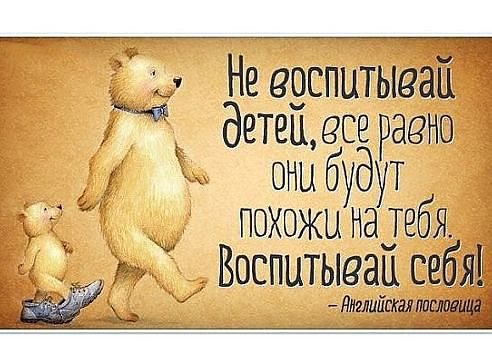 Не воспитывай
детей, все равно
они будут
похожи на тебя.
Воспитывай себя!
– Английская пословица